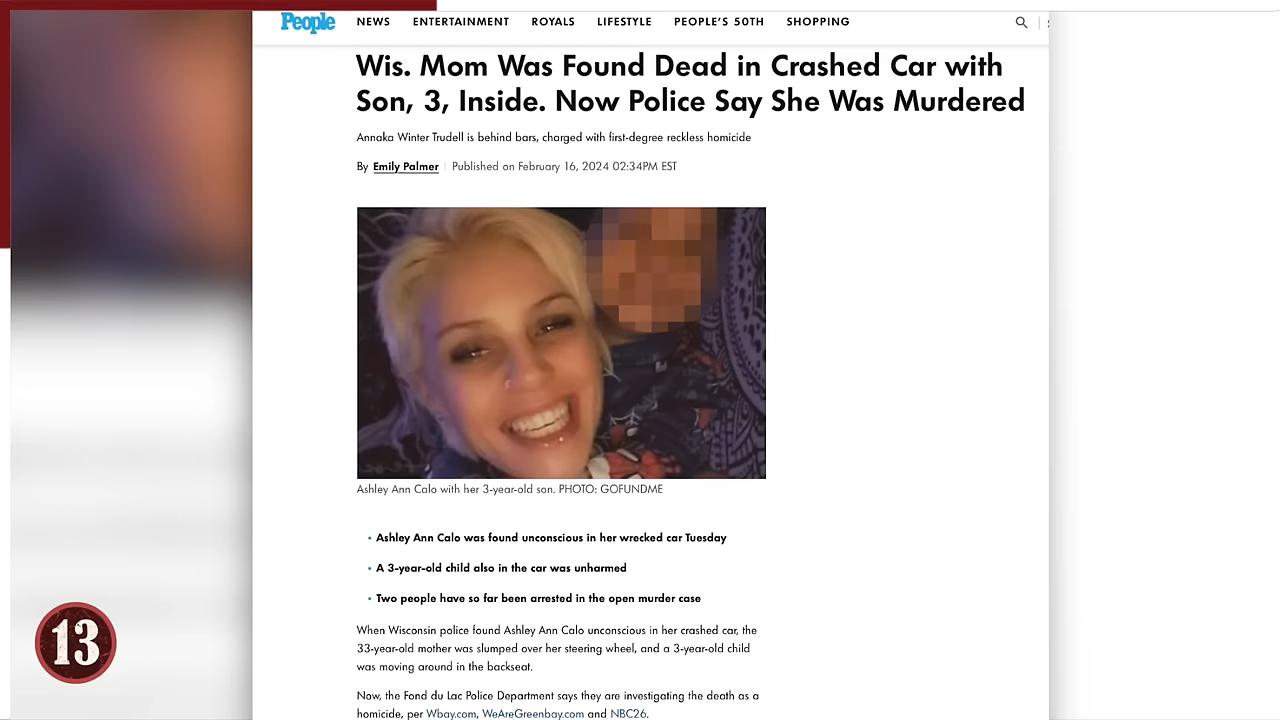 People NEWS ENTERTAINMENT ROYALS LIFESTYLE PEOPLE'S 50TH SHOPPING
Wis. Mom Was Found Dead in Crashed Car with
Son, 3, Inside. Now Police Say She Was Murdered
Annaka Winter Trudell is behind bars, charged with first-degree reckless homicide
By Emily Palmer | Published on February 16, 2024 02:34PM EST
Ashley Ann Calo with her 3-year-old son. PHOTO: GOFUNDME
• Ashley Ann Calo was found unconscious in her wrecked car Tuesday
• A 3-year-old child also in the car was unharmed
• Two people have so far been arrested in the open murder case
When Wisconsin police found Ashley Ann Calo unconscious in her crashed car, the
33-year-old mother was slumped over her steering wheel, and a 3-year-old child
was moving around in the backseat.
Now, the Fond du Lac Police Department says they are investigating the death as a
homicide, per Wbay.com, WeAreGreenbay.com and NBC26.
13